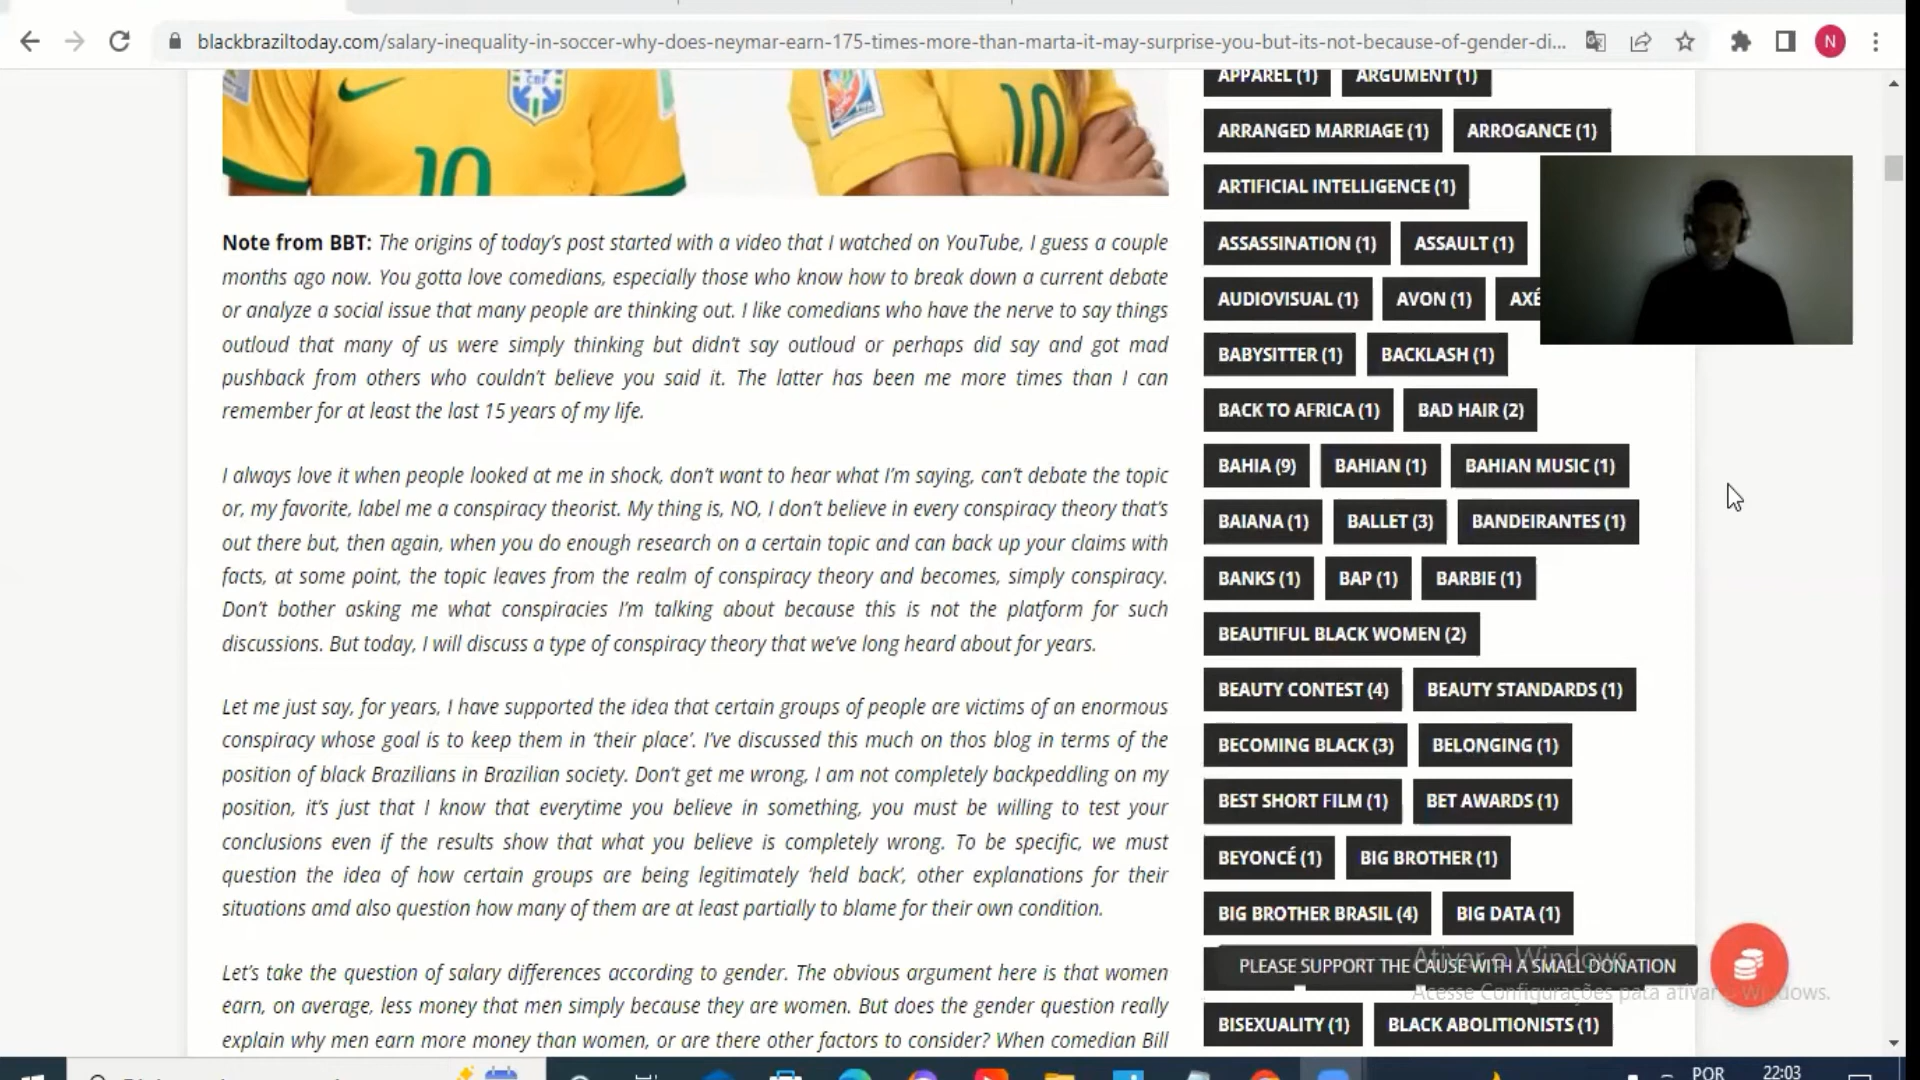 blackbraziltoday.com/salary-inequality-in-soccer-why-does-neymar-earn-175-times-more-than-marta-it-may-surprise-you-but-its-not-because-of-gender-di...
N
CBF
10
10
Note from BBT: The origins of today's post started with a video that I watched on YouTube, I guess a couple
months ago now. You gotta love comedians, especially those who know how to break down a current debate
or analyze a social issue that many people are thinking out. I like comedians who have the nerve to say things
outloud that many of us were simply thinking but didn't say outloud or perhaps did say and got mad
pushback from others who couldn't believe you said it. The latter has been me more times than I can
remember for at least the last 15 years of my life.
I always love it when people looked at me in shock, don't want to hear what I'm saying, can't debate the topic
or, my favorite, label me a conspiracy theorist. My thing is, NO, I don't believe in every conspiracy theory that's
out there but, then again, when you do enough research on a certain topic and can back up your claims with
facts, at some point, the topic leaves from the realm of conspiracy theory and becomes, simply conspiracy.
Don't bother asking me what conspiracies I'm talking about because this is not the platform for such
discussions. But today, I will discuss a type of conspiracy theory that we've long heard about for years.
Let me just say, for years, I have supported the idea that certain groups of people are victims of an enormous
conspiracy whose goal is to keep them in 'their place'. I've discussed this much on thos blog in terms of the
position of black Brazilians in Brazilian society. Don't get me wrong, I am not completely backpeddling on my
position, it's just that I know that everytime you believe in something, you must be willing to test your
conclusions even if the results show that what you believe is completely wrong. To be specific, we must
question the idea of how certain groups are being legitimately 'held back', other explanations for their
situations amd also question how many of them are at least partially to blame for their own condition.
Let's take the question of salary differences according to gender. The obvious argument here is that women
earn, on average, less money that men simply because they are women. But does the gender question really
explain why men earn more money than women, or are there other factors to consider? When comedian Bill
APPAREL (1) ARGUMENT (1)
ARRANGED MARRIAGE (1) ARROGANCE (1)
ARTIFICIAL INTELLIGENCE (1)
ASSASSINATION (1) ASSAULT (1)
AUDIOVISUAL (1) AVON (1) AXÉ
BABYSITTER (1) BACKLASH (1)
BACK TO AFRICA (1) BAD HAIR (2)
BAHIA (9) BAHIAN (1) BAHIAN MUSIC (1)
BAIANA (1) BALLET (3) BANDEIRANTES (1)
BANKS (1) BAP (1) BARBIE (1)
BEAUTIFUL BLACK WOMEN (2)
BEAUTY CONTEST (4) BEAUTY STANDARDS (1)
BECOMING BLACK (3) BELONGING (1)
BEST SHORT FILM (1) BET AWARDS (1)
BEYONCÉ (1) BIG BROTHER (1)
BIG BROTHER BRASIL (4) BIG DATA (1)
PLEASE SUPPORT THE CAUSE WITH A SMALL DONATION
Ativar o Windows
Acesse Configurações para ativar o Windows.
BISEXUALITY (1) BLACK ABOLITIONISTS (1)
POR 22:03